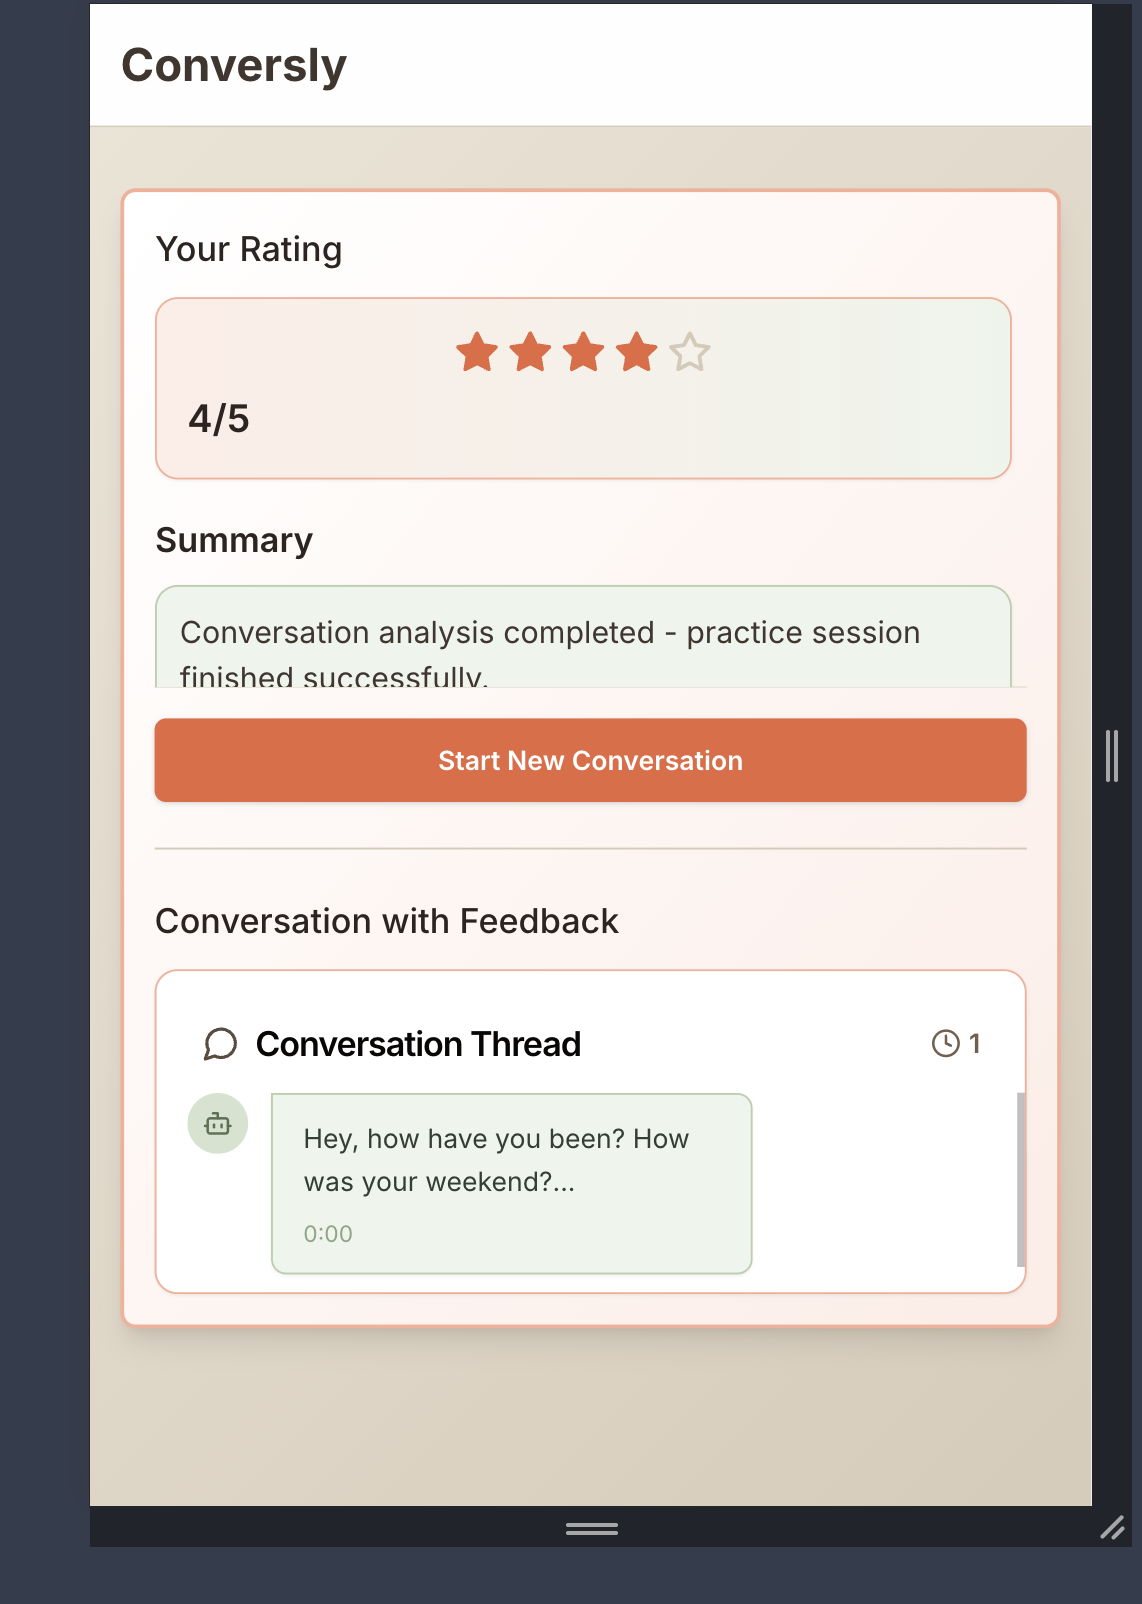 Conversly
Your Rating
4/5
Summary
Conversation analysis completed - practice session
finished successfully.
Start New Conversation
Conversation with Feedback
Conversation Thread
1
Hey, how have you been? How
was your weekend?...
0:00